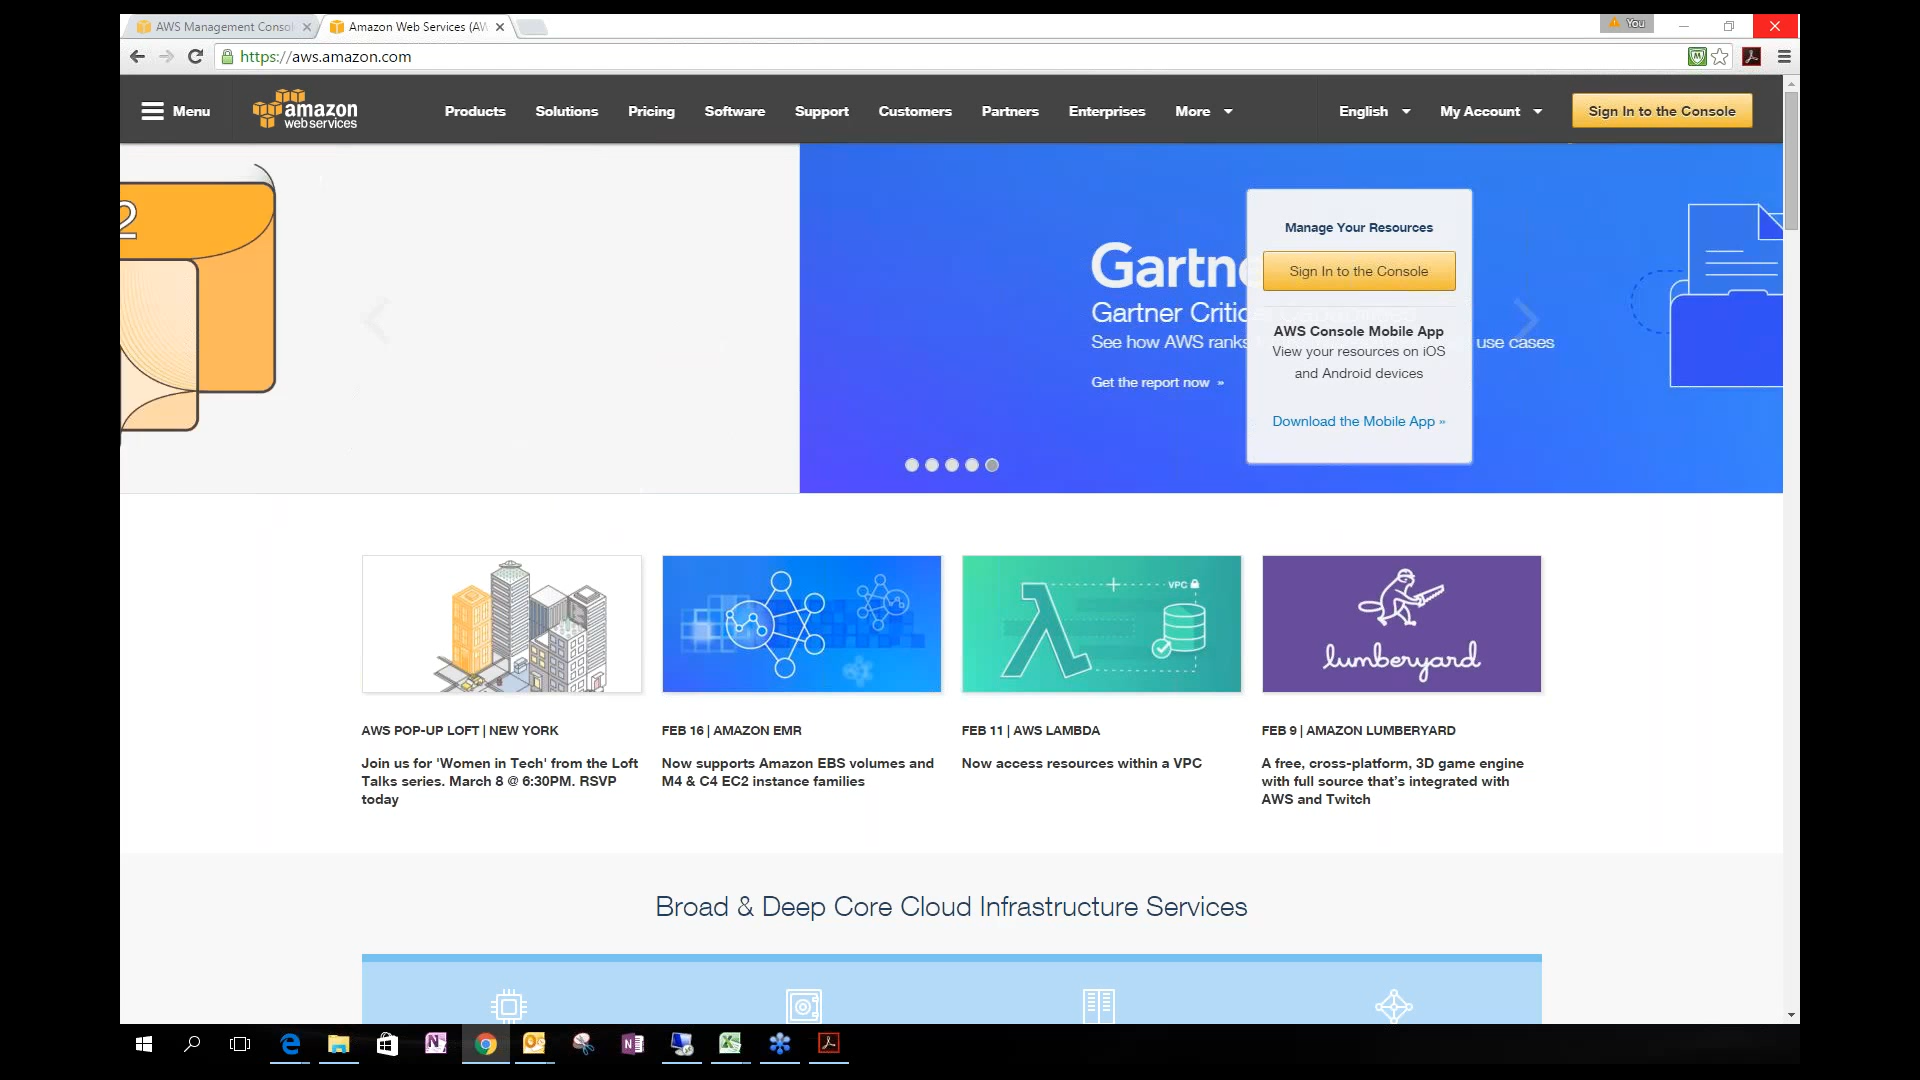 AWS Management Consol
Amazon Web Services (AW
You
https://aws.amazon.com
Menu
amazon
web services
Products
Solutions
Pricing
Software
Support
Customers
Partners
Enterprises
More
English
My Account
Sign In to the Console
2
Gartne
Gartner Critic
See how AWS ranks
use cases
Get the report now »
Manage Your Resources
Sign In to the Console
AWS Console Mobile App
View your resources on iOS
and Android devices
Download the Mobile App »
VPC
lumberyard
AWS POP-UP LOFT | NEW YORK
Join us for 'Women in Tech' from the Loft
Talks series. March 8 @ 6:30PM. RSVP
today
FEB 16 | AMAZON EMR
Now supports Amazon EBS volumes and
M4 & C4 EC2 instance families
FEB 11 | AWS LAMBDA
Now access resources within a VPC
FEB 9 | AMAZON LUMBERYARD
A free, cross-platform, 3D game engine
with full source that's integrated with
AWS and Twitch
Broad & Deep Core Cloud Infrastructure Services